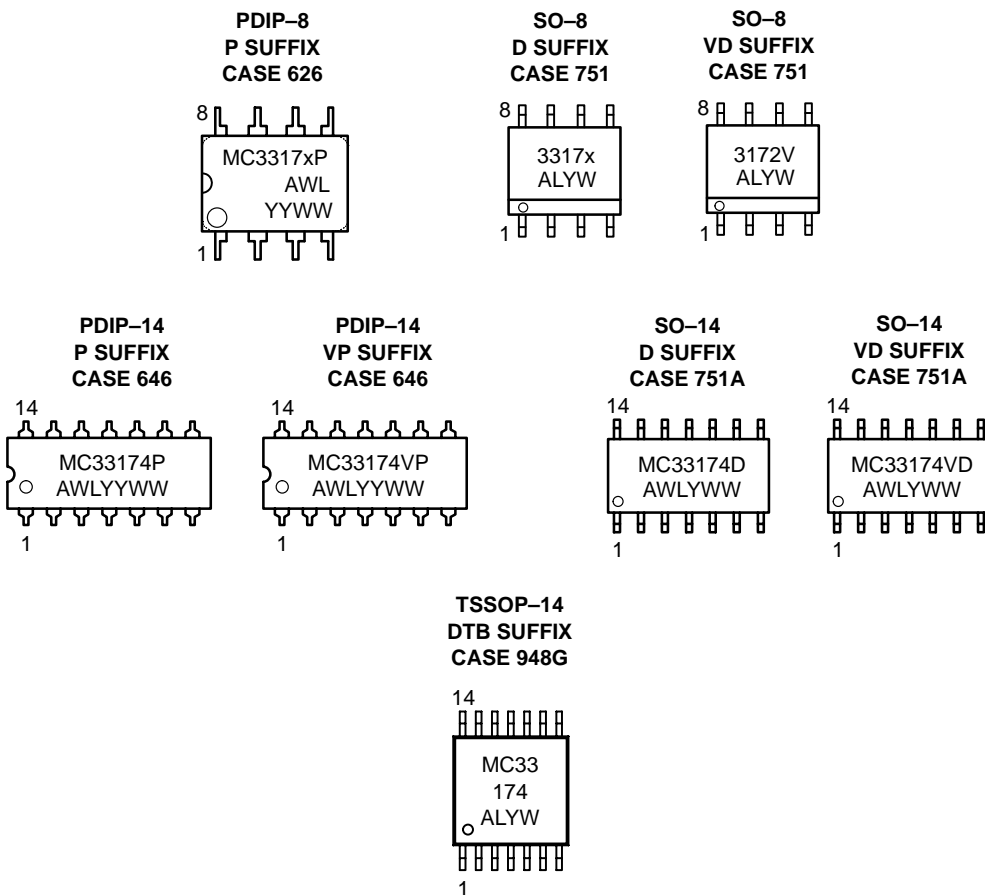 PDIP–8
P SUFFIX
CASE 626
8
MC3317xP
AWL
YYWW
1
SO–8
D SUFFIX
CASE 751
8
3317x
ALYW
1
SO–8
VD SUFFIX
CASE 751
8
3172V
ALYW
1
PDIP–14
P SUFFIX
CASE 646
14
MC33174P
AWLYYWW
1
PDIP–14
VP SUFFIX
CASE 646
14
MC33174VP
AWLYYWW
1
SO–14
D SUFFIX
CASE 751A
14
MC33174D
AWLYWW
1
SO–14
VD SUFFIX
CASE 751A
14
MC33174VD
AWLYWW
1
TSSOP–14
DTB SUFFIX
CASE 948G
14
MC33
174
ALYW
1